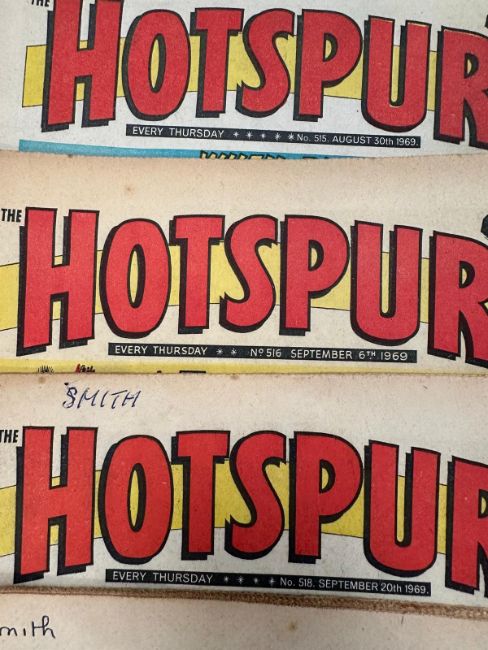 THE HOTSPUR
EVERY THURSDAY ****No. 515. AUGUST 30th 1969.
THE HOTSPUR
EVERY THURSDAY ** Nº 516 SEPTEMBER 6TH 1969
SMITH
THE HOTSPUR
EVERY THURSDAY ****No. 518. SEPTEMBER 20th 1969.
mith